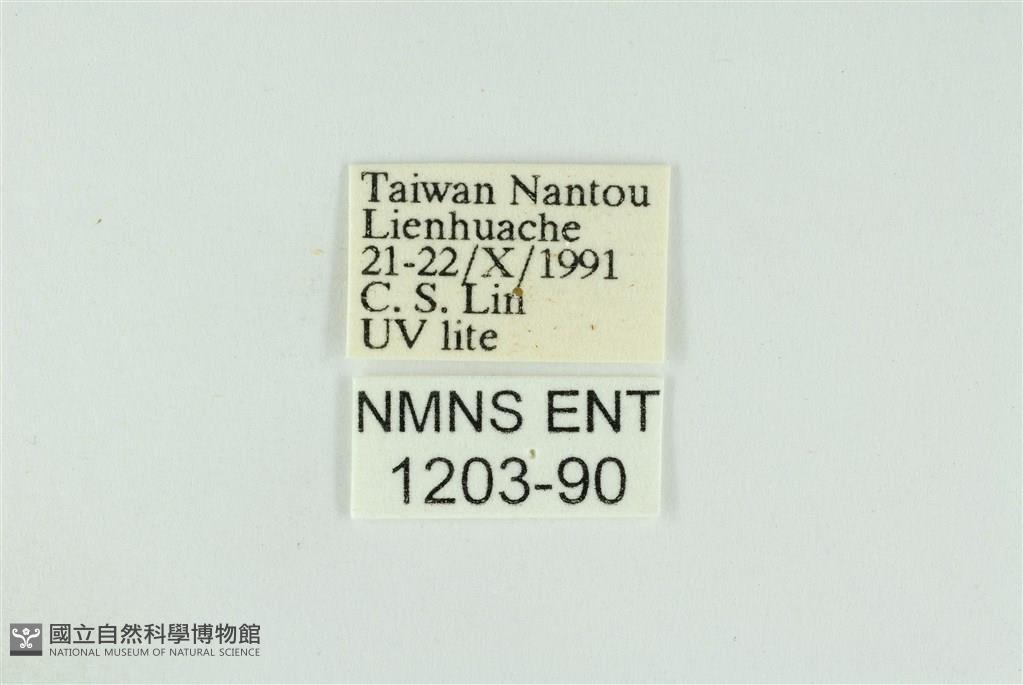 Taiwan Nantou
Lienhuache
21-22/X/1991
C. S. Lin
UV lite
NMNS ENT
1203-90
國立自然科學博物館
NATIONAL MUSEUM OF NATURAL SCIENCE